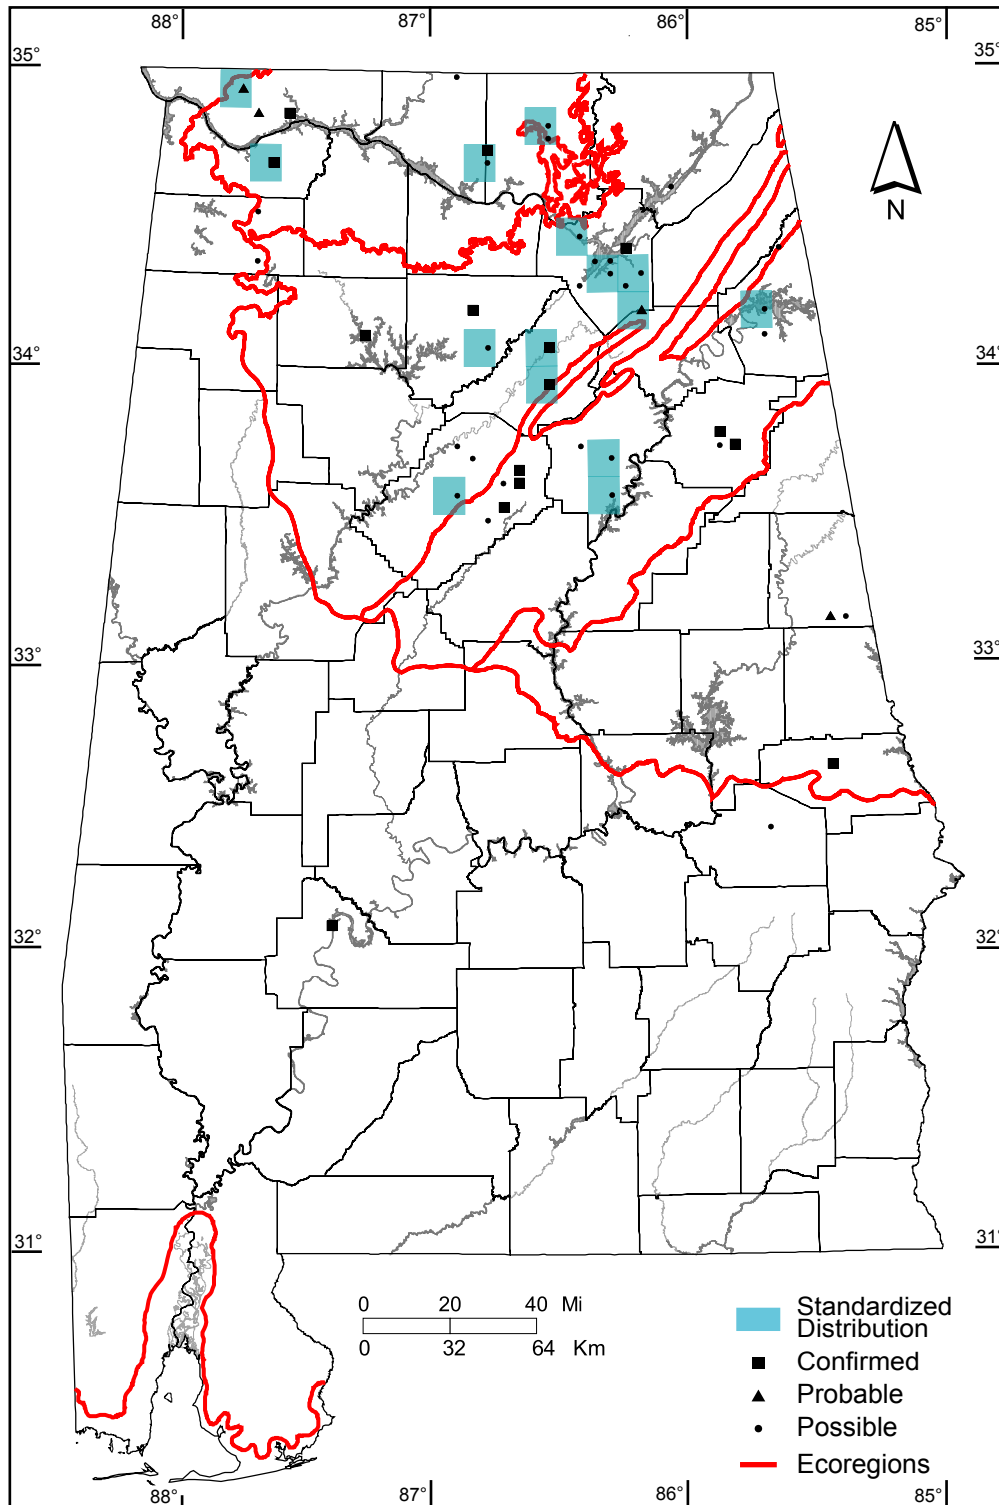 88° 87° 86° 85°
35° 35°
N
34° 34°
33° 33°
32° 32°
31° 31°
0 20 40 Mi
0 32 64 Km
Standardized
Distribution
Confirmed
Probable
Possible
Ecoregions
88° 87° 86° 85°